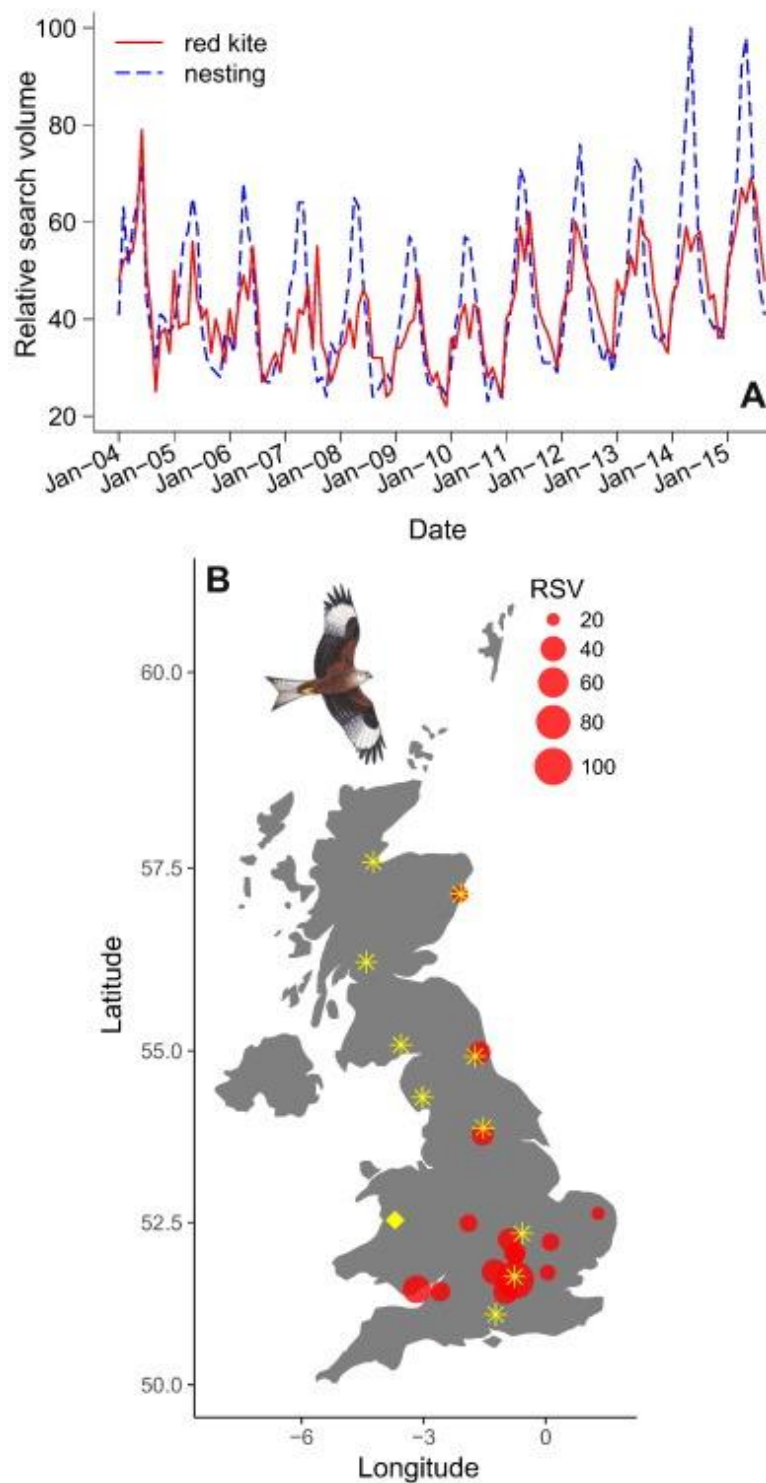 100
80
60
40
20
Relative search volume
red kite
nesting
A
Jan−04
Jan−05
Jan−06
Jan−07
Jan−08
Jan−09
Jan−10
Jan−11
Jan−12
Jan−13
Jan−14
Jan−15
Date
B
RSV
20
40
60
80
100
60.0
57.5
55.0
52.5
50.0
Latitude
−6
−3
0
Longitude